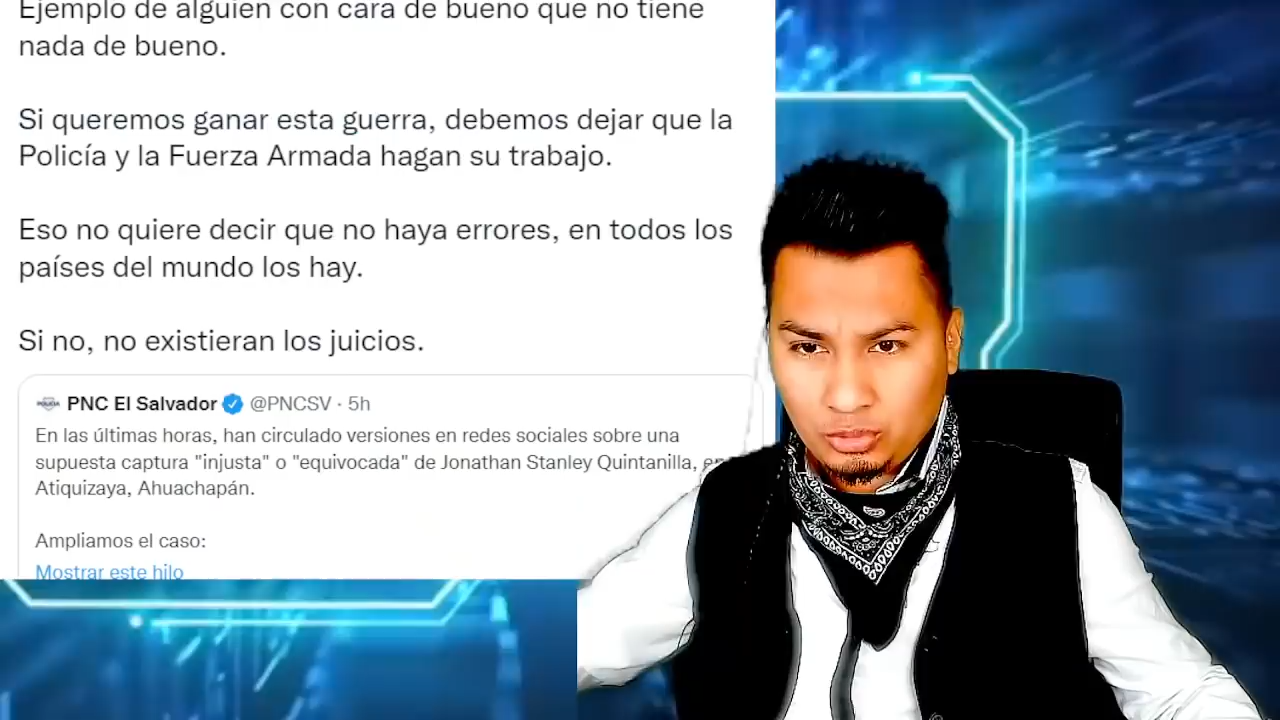 Ejemplo de alguien con cara de bueno que no tiene
nada de bueno.
Si queremos ganar esta guerra, debemos dejar que la
Policía y la Fuerza Armada hagan su trabajo.
Eso no quiere decir que no haya errores, en todos los
países del mundo los hay.
Si no, no existieran los juicios.
PNC El Salvador @PNCSV · 5h
En las últimas horas, han circulado versiones en redes sociales sobre una
supuesta captura "injusta" o "equivocada" de Jonathan Stanley Quintanilla, en
Atiquizaya, Ahuachapán.
Ampliamos el caso:
Mostrar este hilo